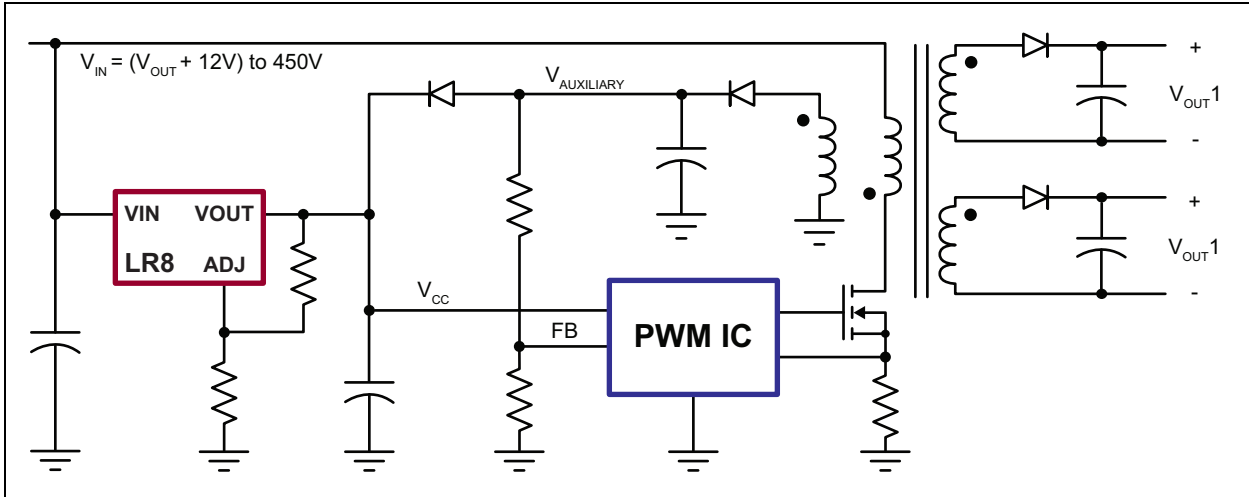 V_IN = (V_OUT + 12V) to 450V
V_AUXILIARY
+
V_OUT1
-
VIN VOUT
LR8 ADJ
+
V_OUT1
-
V_CC
FB
PWM IC